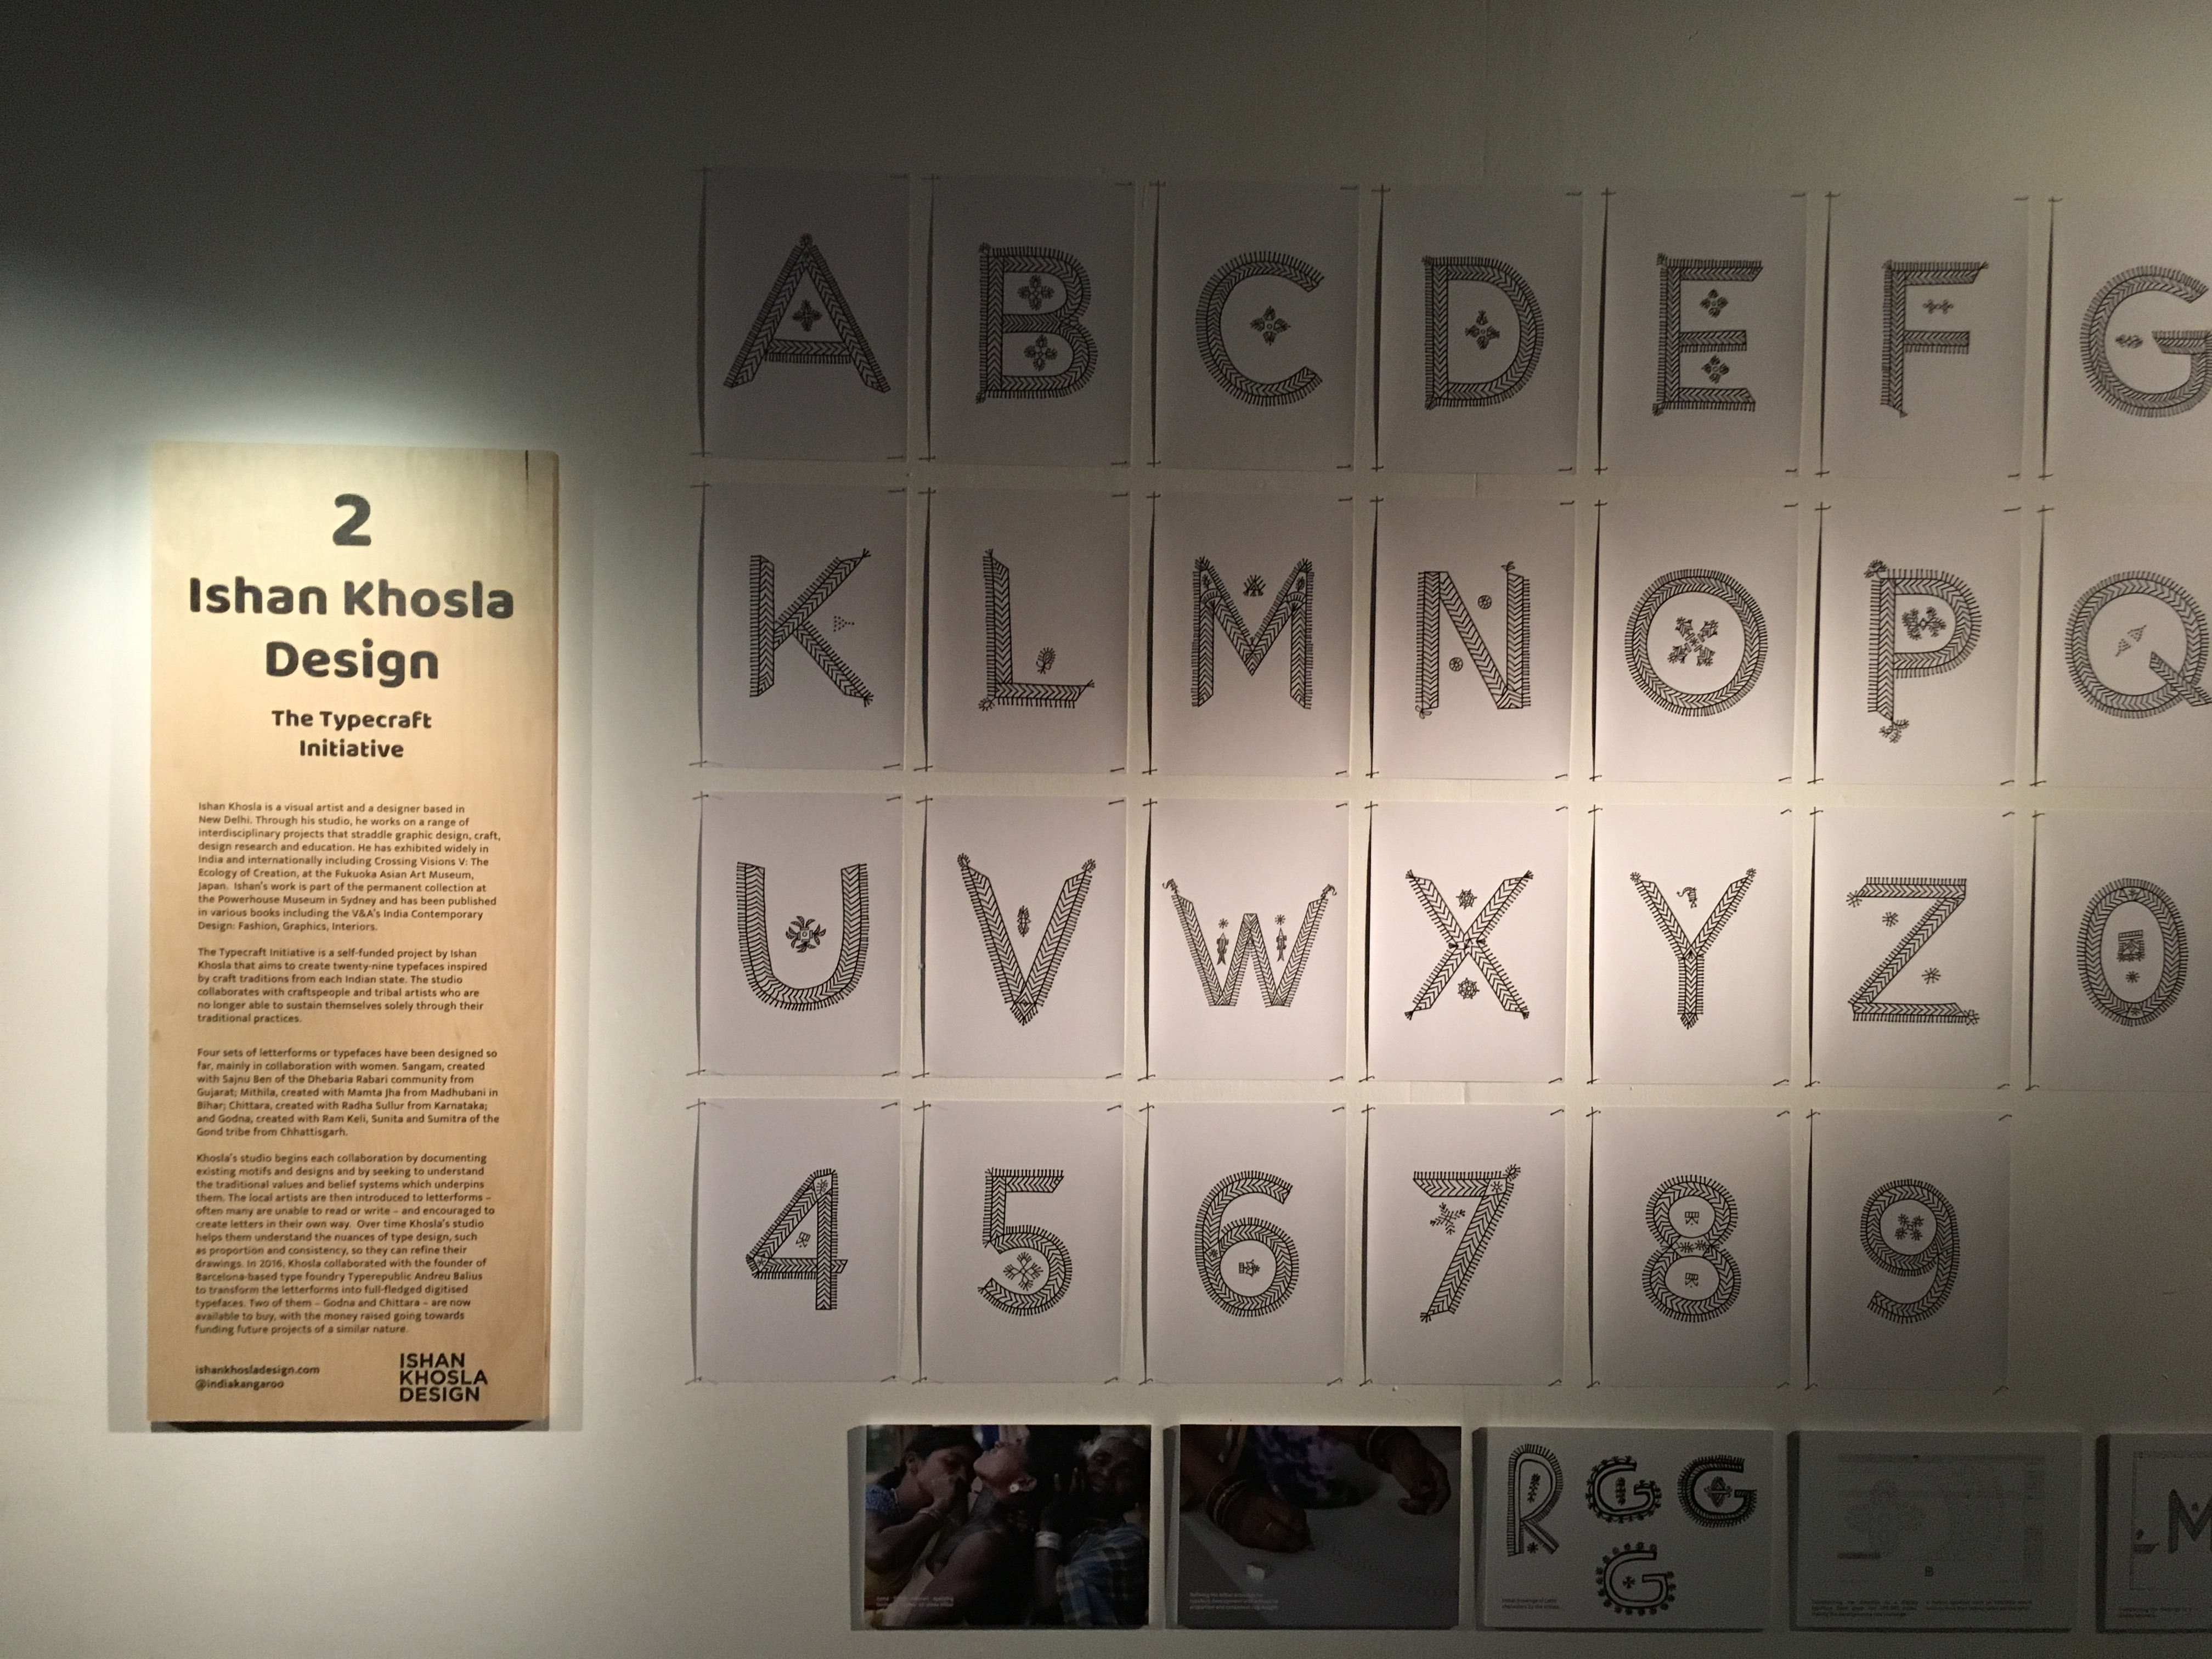 2
Ishan Khosla
Design
The Typecraft
Initiative
Ishan Khosla is a visual artist and a designer based in
New Delhi. Through his studio, he works on a range of
interdisciplinary projects that straddle graphic design, craft,
design research and education. He has exhibited widely in
India and internationally including Crossing Visions V: The
Ecology of Creation, at the Fukuoka Asian Art Museum,
Japan. Ishan's work is part of the permanent collection at
the Powerhouse Museum in Sydney and has been published
in various books including the V&A's India Contemporary
Design: Fashion, Graphics, Interiors.
The Typecraft Initiative is a self-funded project by Ishan
Khosla that aims to create twenty-nine typefaces inspired
by craft traditions from each Indian state. The studio
collaborates with craftspeople and tribal artists who are
no longer able to sustain themselves solely through their
traditional practices.
Four sets of letterforms or typefaces have been designed so
far, mainly in collaboration with women. Sangam, created
with Sajnu Ben of the Dhebaria Rabari community from
Gujarat; Mithila, created with Mamta Jha from Madhubani in
Bihar; Chittara, created with Radha Sullur from Karnataka;
and Godna, created with Ram Keli, Sunita and Sumitra of the
Gond tribe from Chhattisgarh.
Khosla's studio begins each collaboration by documenting
existing motifs and designs and by seeking to understand
the traditional values and belief systems which underpins
them. The local artists are then introduced to letterforms –
often many are unable to read or write – and encouraged to
create letters in their own way. Over time Khosla's studio
helps them understand the nuances of type design, such
as proportion and consistency, so they can refine their
drawings. In 2016, Khosla collaborated with the founder of
Barcelona-based type foundry Typerepublic Andreu Balius
to transform the letterforms into full-fledged digitised
typefaces. Two of them – Godna and Chittara – are now
available to buy, with the money raised going towards
funding future projects of a similar nature.
ishankhosladesign.com
@indiakangaroo
ISHAN
KHOSLA
DESIGN
A B C D E F G
K L M N O P Q
U V W X Y Z 0
4 5 6 7 8 9
R G G
G
M